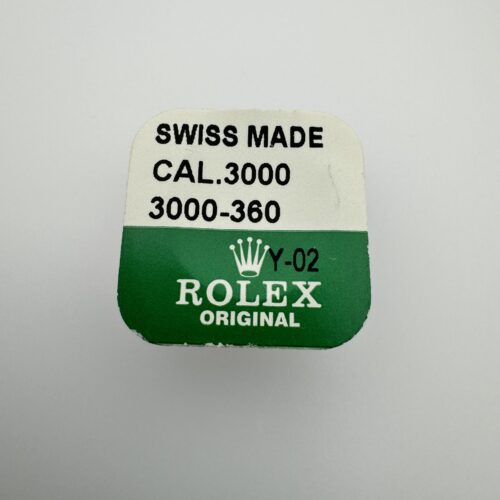 SWISS MADE
CAL.3000
3000-360
Y-02
ROLEX
ORIGINAL